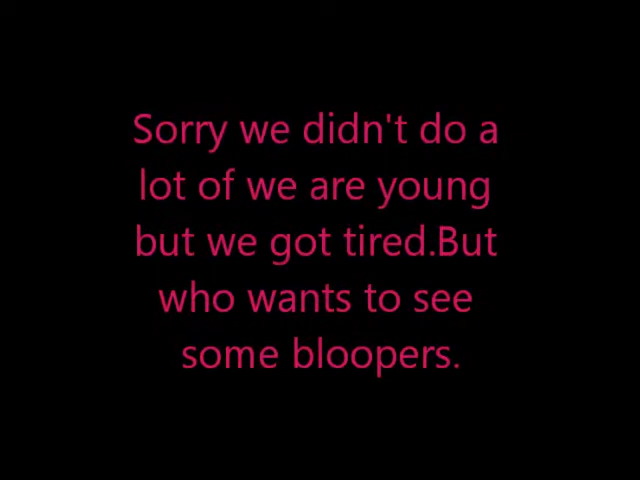 Sorry we didn't do a
lot of we are young
but we got tired.But
who wants to see
some bloopers.